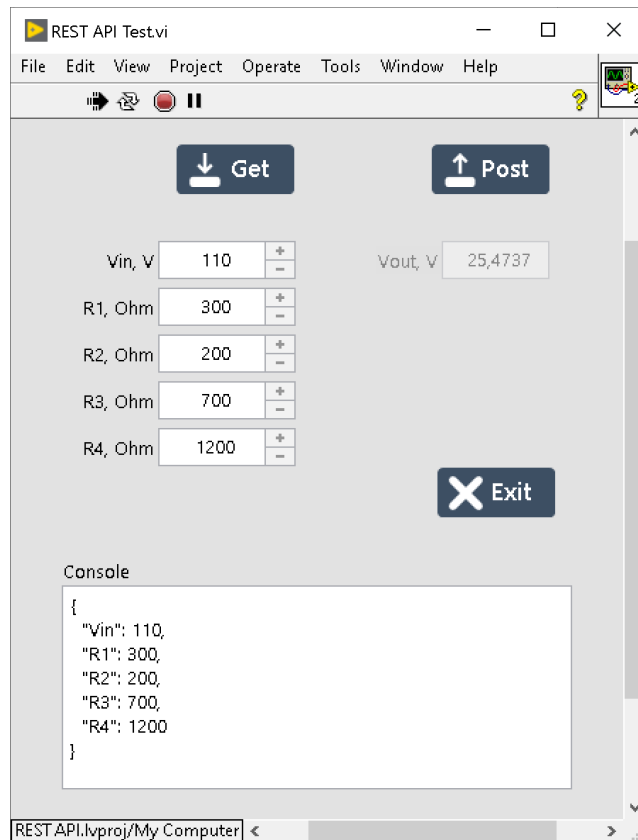 REST API Test.vi
File Edit View Project Operate Tools Window Help
?
2
Get
Post
Vin, V 110
Vout, V 25,4737
R1, Ohm 300
R2, Ohm 200
R3, Ohm 700
R4, Ohm 1200
Exit
Console
{
"Vin": 110,
"R1": 300,
"R2": 200,
"R3": 700,
"R4": 1200
}
REST API.lvproj/My Computer